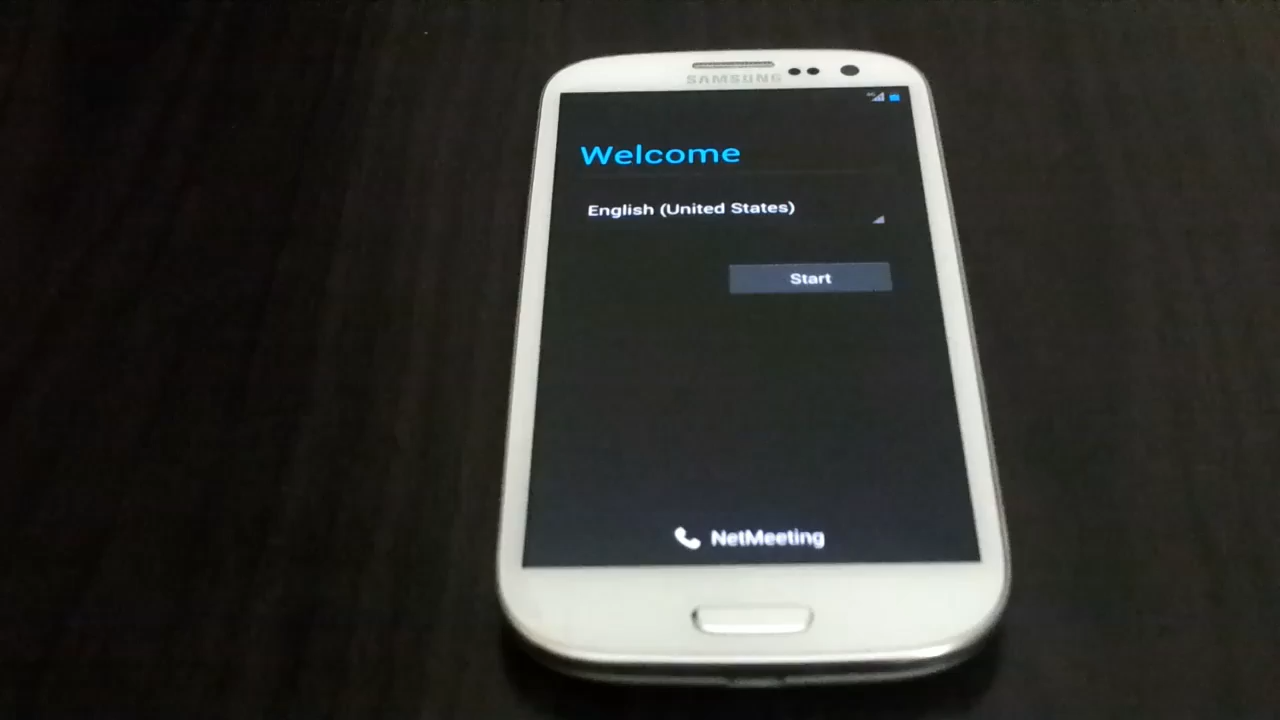 SAMSUNG
Welcome
English (United States)
Start
NetMeeting